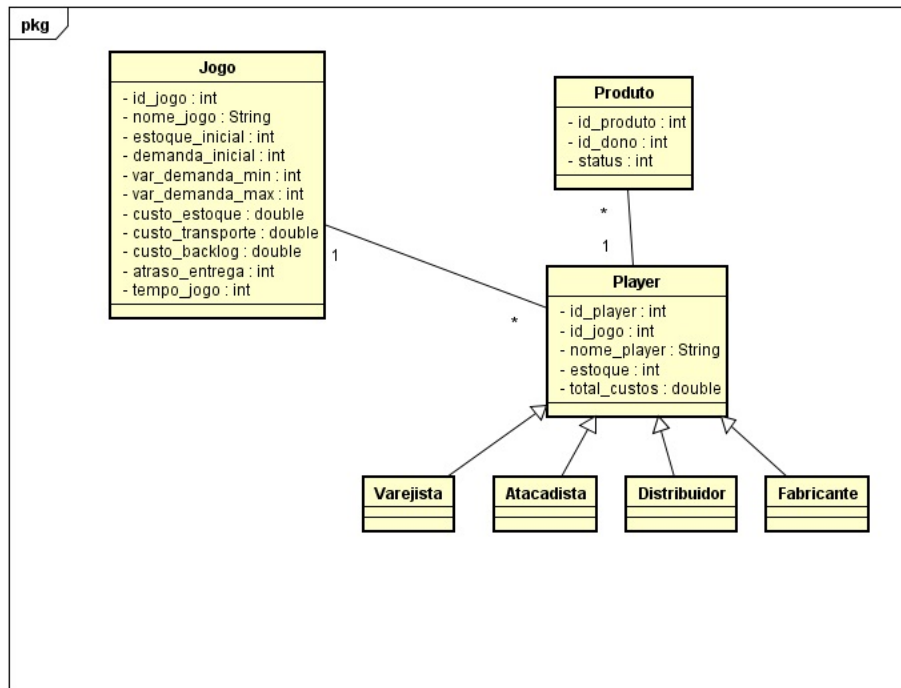 pkg
Jogo
- id_jogo : int
- nome_jogo : String
- estoque_inicial : int
- demanda_inicial : int
- var_demanda_min : int
- var_demanda_max : int
- custo_estoque : double
- custo_transporte : double
- custo_backlog : double
- atraso_entrega : int
- tempo_jogo : int
Produto
- id_produto : int
- id_dono : int
- status : int
*
1
1
*
Player
- id_player : int
- id_jogo : int
- nome_player : String
- estoque : int
- total_custos : double
Varejista
Atacadista
Distribuidor
Fabricante